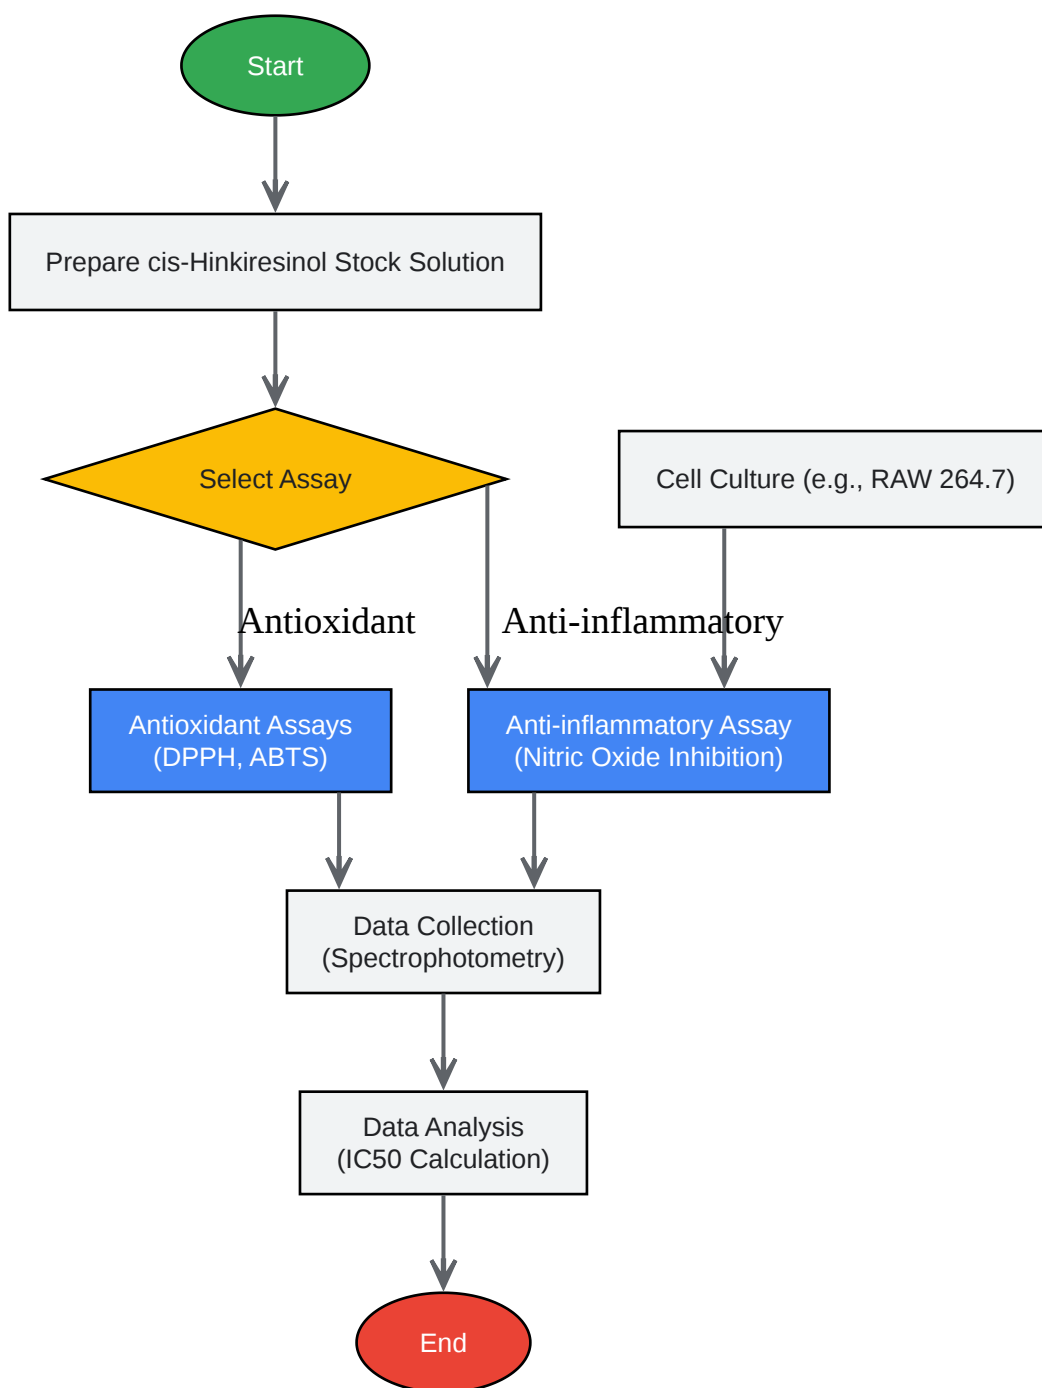 Start
Prepare cis-Hinkiresinol Stock Solution
Select Assay
Cell Culture (e.g., RAW 264.7)
Antioxidant
Anti-inflammatory
Antioxidant Assays
(DPPH, ABTS)
Anti-inflammatory Assay
(Nitric Oxide Inhibition)
Data Collection
(Spectrophotometry)
Data Analysis
(IC50 Calculation)
End